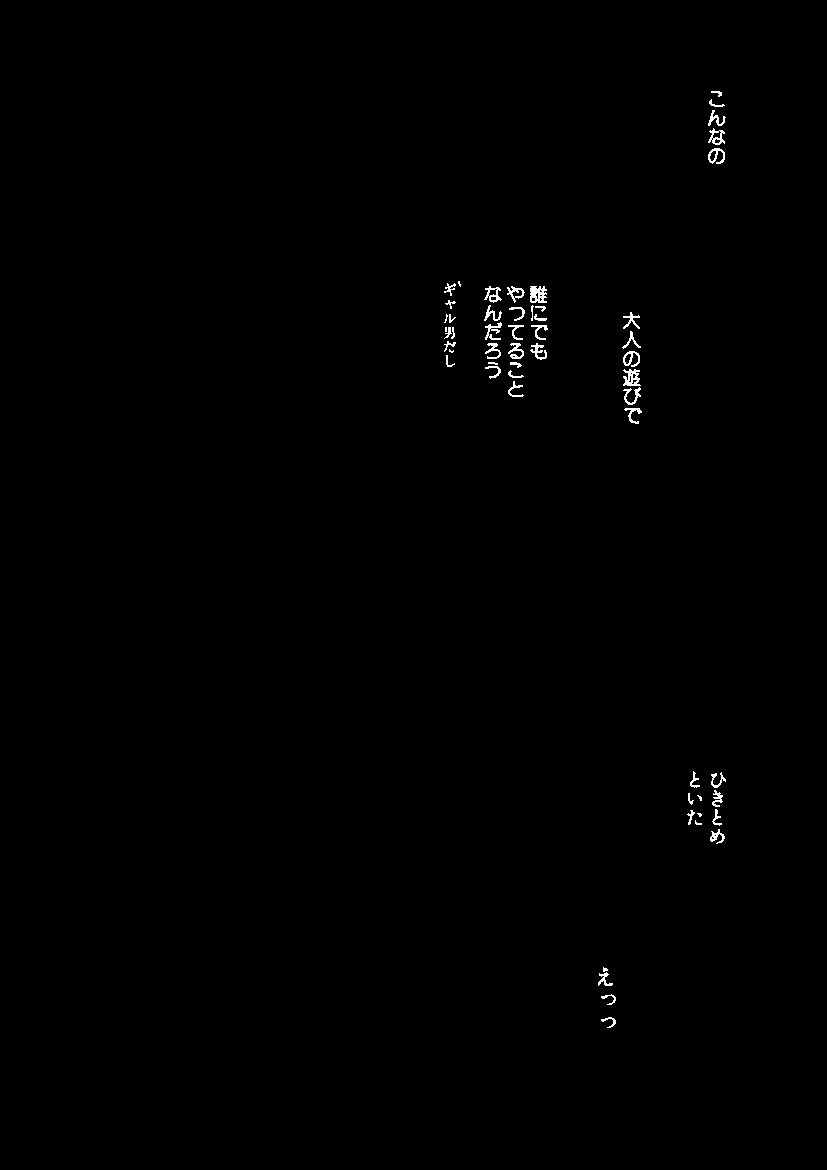 こんなの
大人の遊びで
誰にでも
やってること
なんだろう
ギャル男だし
ひきとめ
といた
えっっ